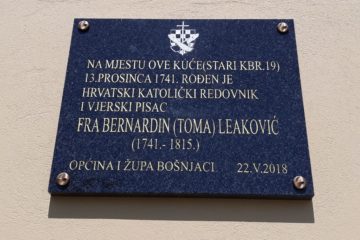 NA MJESTU OVE KUĆE(STARI KBR.19)
13.PROSINCA 1741. ROĐEN JE
HRVATSKI KATOLIČKI REDOVNIK
I VJERSKI PISAC
FRA BERNARDIN (TOMA) LEAKOVIĆ
(1741.- 1815.)
OPĆINA I ŽUPA BOŠNJACI 22.V.2018